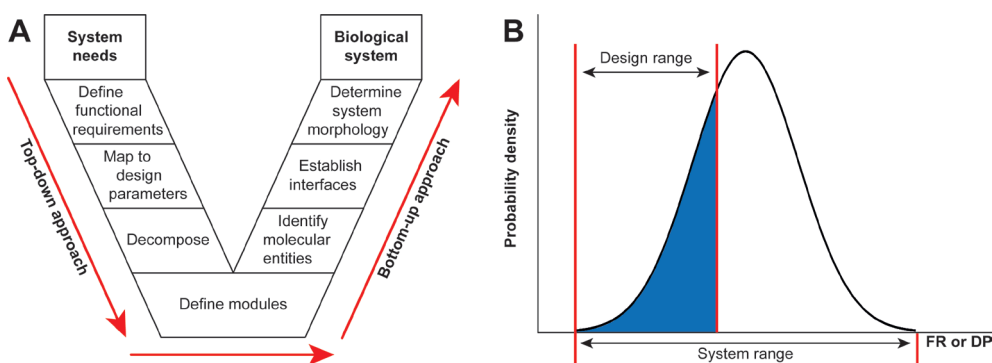 A
System
needs
Biological
system
Define
functional
requirements
Determine
system
morphology
Map to
design
parameters
Establish
interfaces
Decompose
Identify
molecular
entities
Define modules
Top-down approach
Bottom-up approach
B
Design range
Probability density
FR or DP
System range